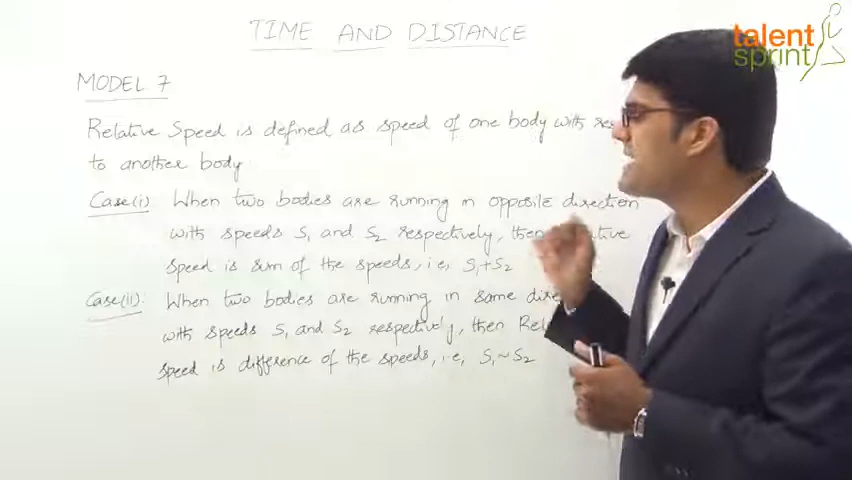 TIME AND DISTANCE
talent
sprint
MODEL 7
Relative Speed is defined as speed of one body with
to another body
Case(i) When two bodies are running in opposite direction
with speeds S₁ and S₂ respectively, then
speed is sum of the speeds, i.e, S₁+S₂
Case(ii): When two bodies are running in same
with speeds S₁ and S₂ respectively, then
speed is difference of the speeds, i.e, S₁~S₂